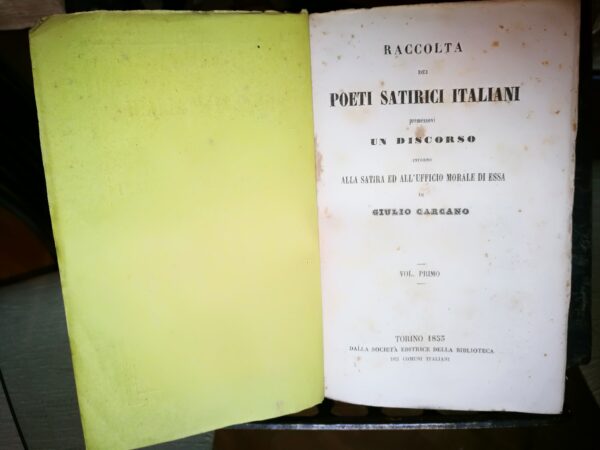 RACCOLTA
DEI
POETI SATIRICI ITALIANI
premessovi
UN DISCORSO
INTORNO
ALLA SATIRA ED ALL'UFFICIO MORALE DI ESSA
DI
GIULIO CARCANO
VOL. PRIMO
TORINO 1853
DALLA SOCIETÀ EDITRICE DELLA BIBLIOTECA
DEI COMUNI ITALIANI